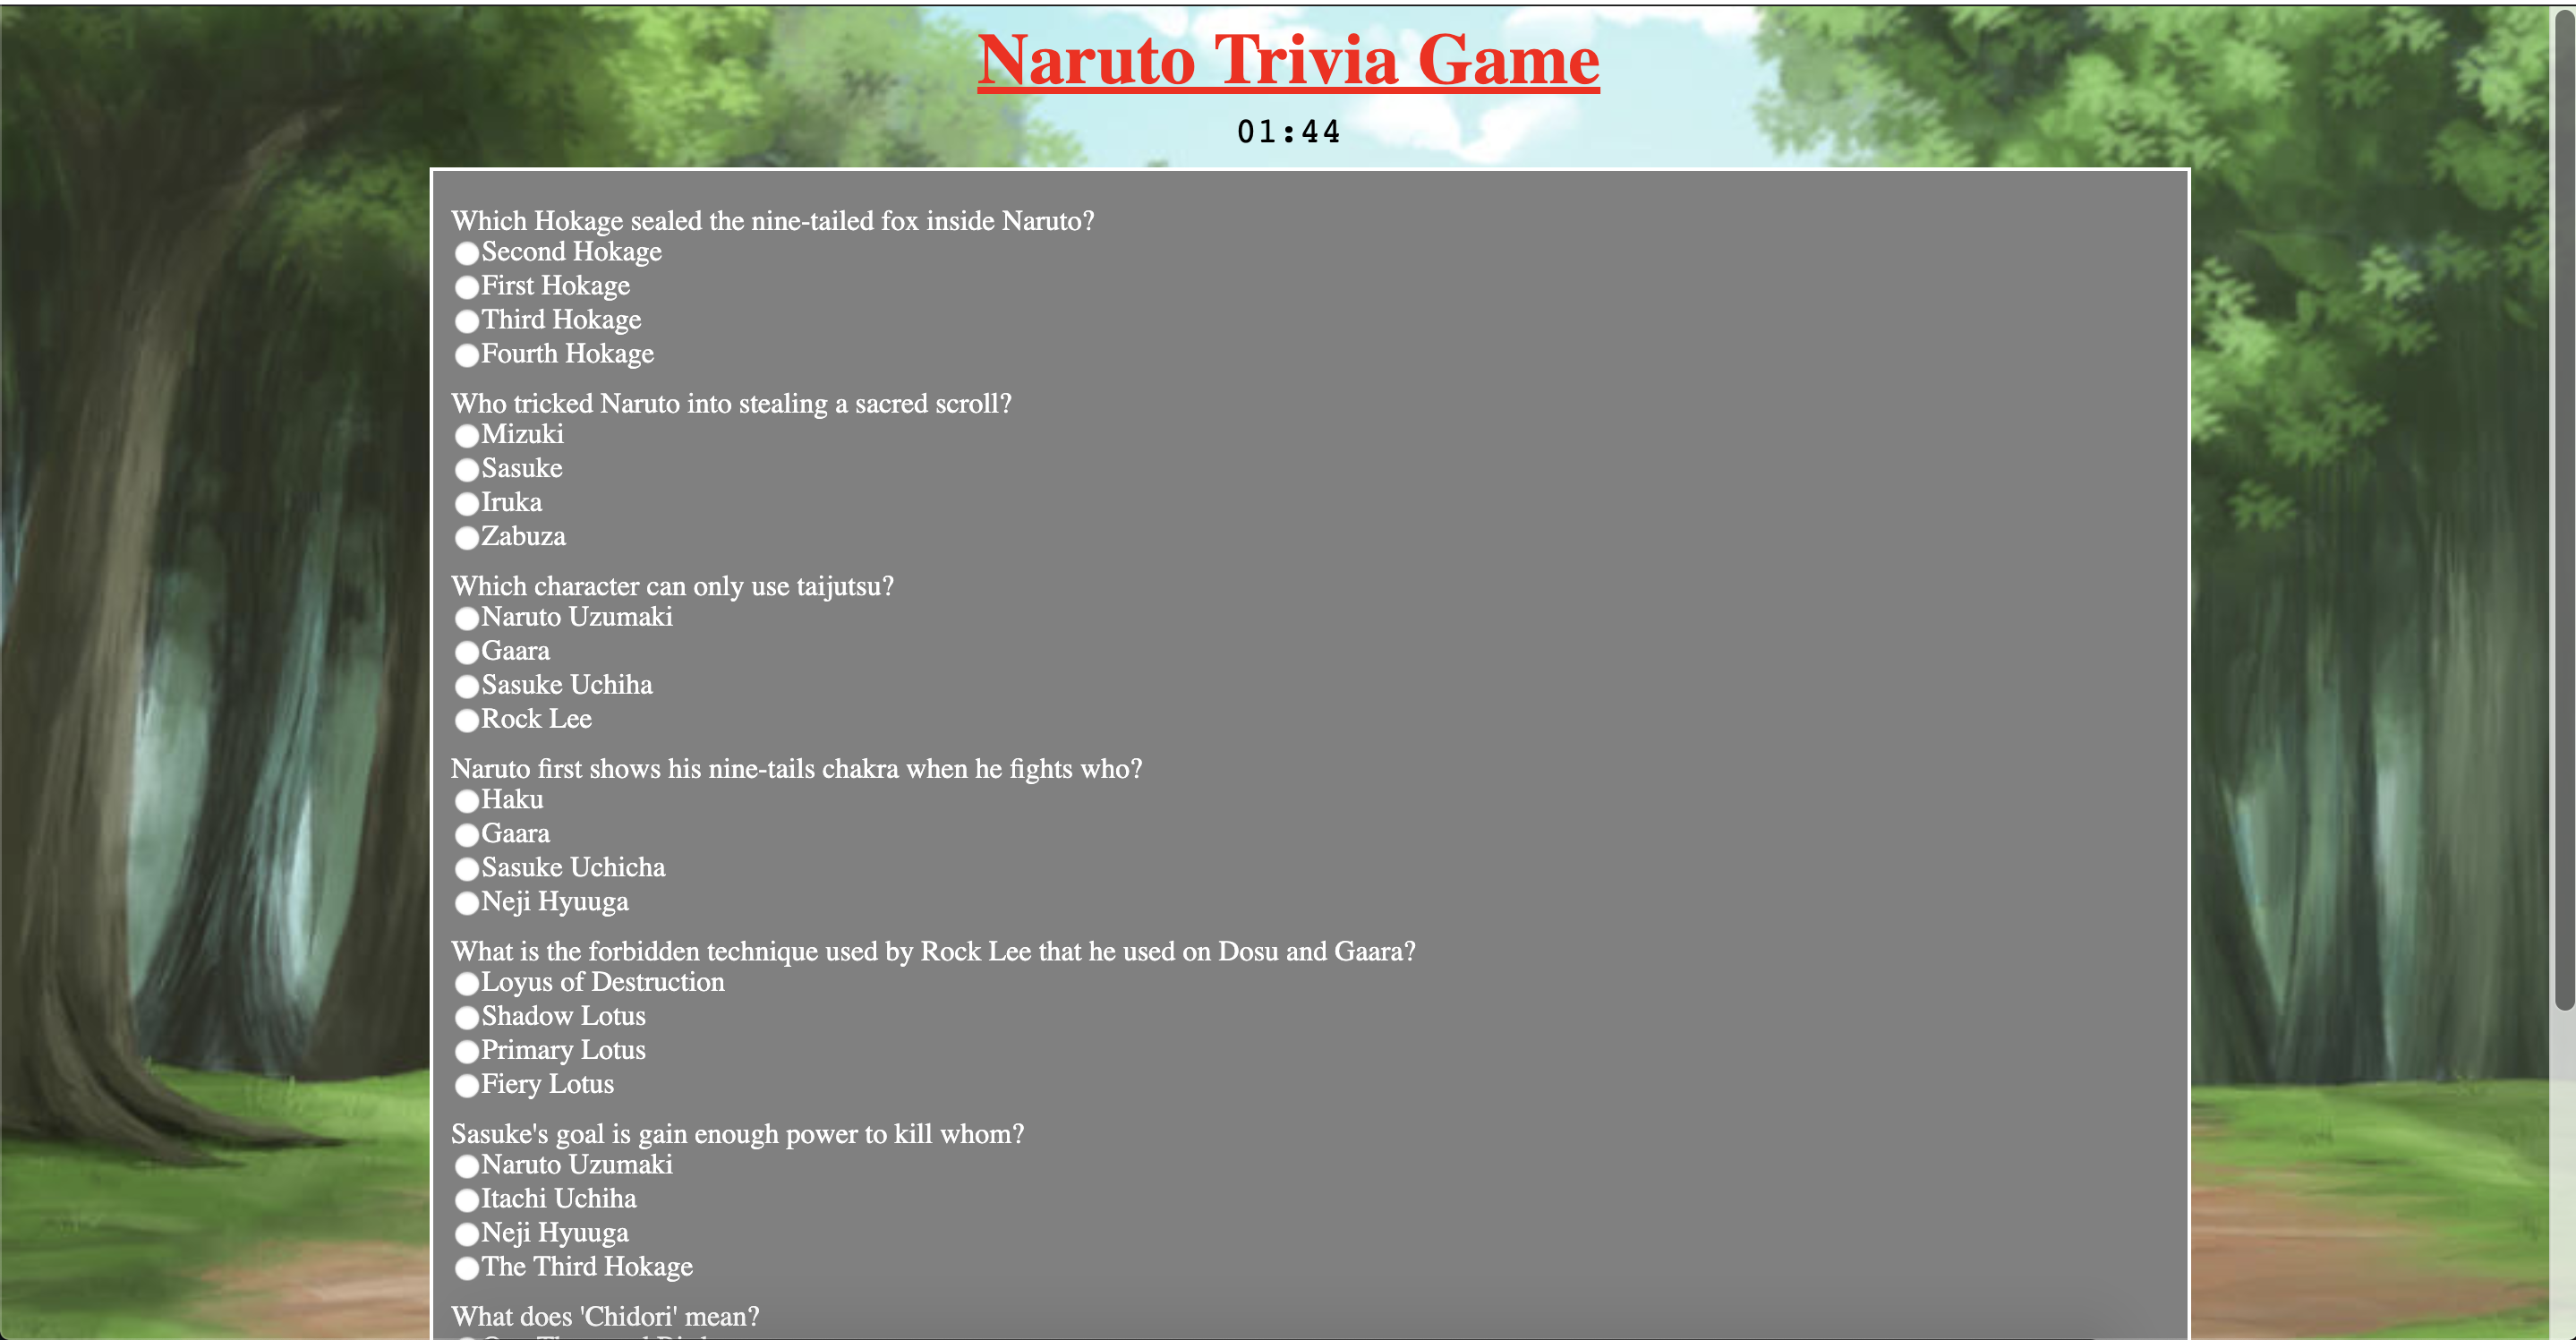 Naruto Trivia Game
01:44
Which Hokage sealed the nine-tailed fox inside Naruto?
Second Hokage
First Hokage
Third Hokage
Fourth Hokage
Who tricked Naruto into stealing a sacred scroll?
Mizuki
Sasuke
Iruka
Zabuza
Which character can only use taijutsu?
Naruto Uzumaki
Gaara
Sasuke Uchiha
Rock Lee
Naruto first shows his nine-tails chakra when he fights who?
Haku
Gaara
Sasuke Uchicha
Neji Hyuuga
What is the forbidden technique used by Rock Lee that he used on Dosu and Gaara?
Loyus of Destruction
Shadow Lotus
Primary Lotus
Fiery Lotus
Sasuke's goal is gain enough power to kill whom?
Naruto Uzumaki
Itachi Uchiha
Neji Hyuuga
The Third Hokage
What does 'Chidori' mean?